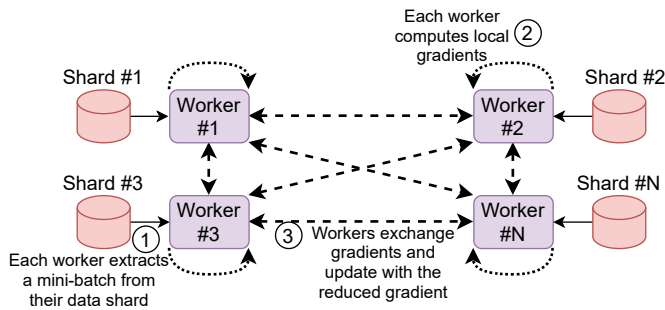 Each worker
computes local
gradients
2
Shard #1
Worker
#1
Worker
#2
Shard #2
Shard #3
Worker
#3
Worker
#N
Shard #N
1
Each worker extracts
a mini-batch from
their data shard
3
Workers exchange
gradients and
update with the
reduced gradient